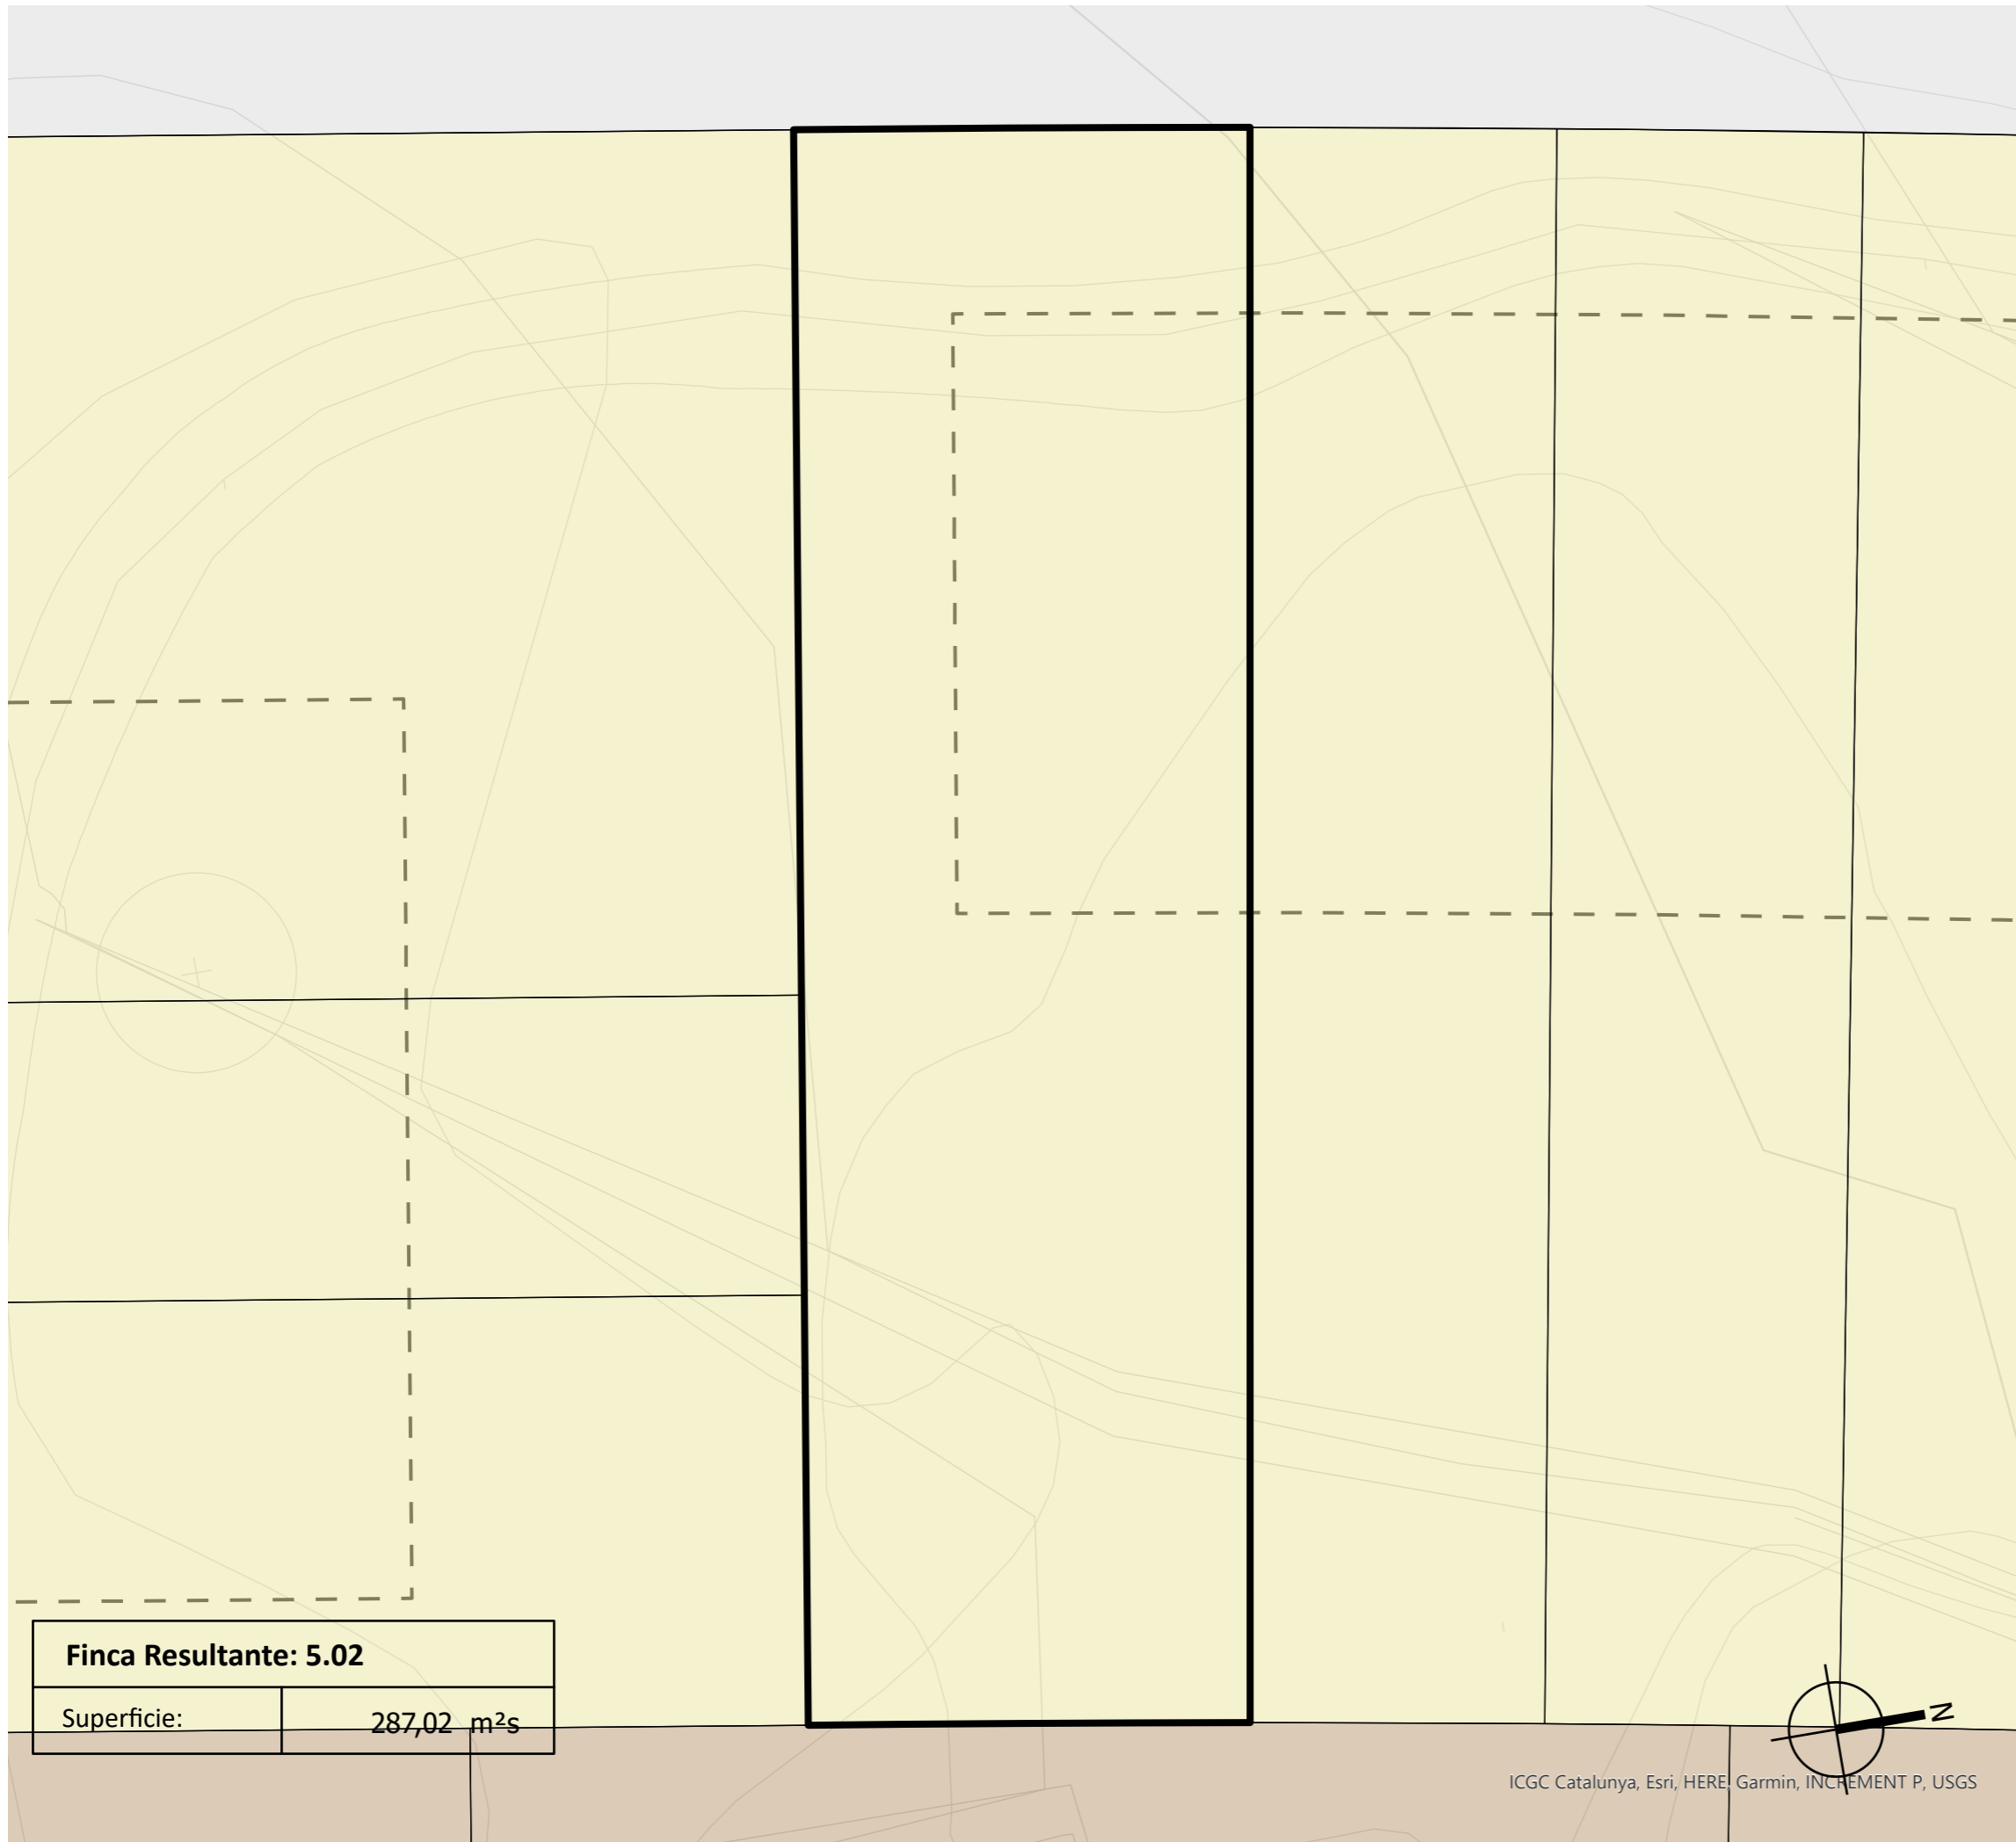 Finca Resultante: 5.02
Superficie: 287,02 m²s
N
ICGC Catalunya, Esri, HERE, Garmin, INCREMENT P, USGS